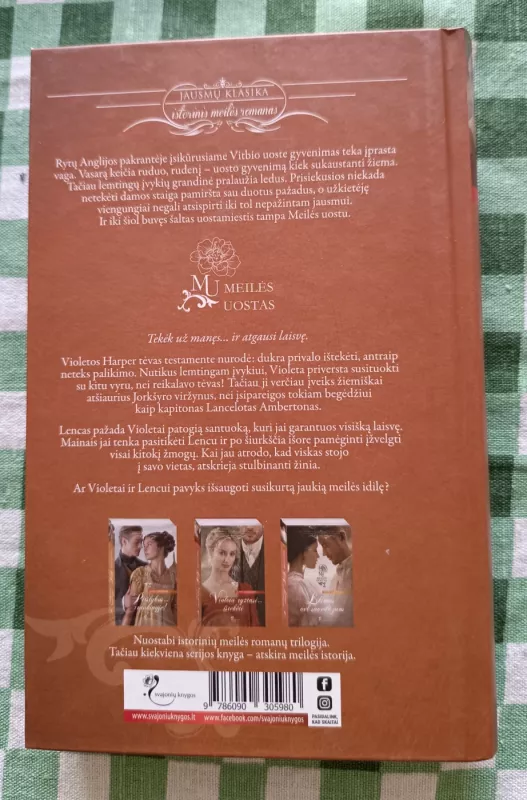 JAUSMŲ KLASIKA
istorinis meilės romanas
Rytų Anglijos pakrantėje įsikūrusiame Vitbio uoste gyvenimas teka įprasta
vaga. Vasarą keičia ruduo, rudenį – uosto gyvenimą kiek sukaustanti žiema.
Tačiau lemtingų įvykių grandinė pralaužia ledus. Prisiekusios niekada
netekėti damos staiga pamiršta sau duotus pažadus, o užkietėję
viengungiai negali atsispirti iki tol nepažintam jausmui.
Ir iki šiol buvęs šaltas uostamiestis tampa Meilės uostu.
MU MEILĖS
UOSTAS
Tekėk už manęs... ir atgausi laisvę.
Violetos Harper tėvas testamente nurodė: dukra privalo ištekėti, antraip
neteks palikimo. Nutikus lemtingam įvykiui, Violeta priversta susituokti
su kitu vyru, nei reikalavo tėvas! Tačiau ji verčiau įveiks žiemiškai
atšiaurius Jorkšyro viržynus, nei įsipareigos tokiam begėdžiui
kaip kapitonas Lancelotas Ambertonas.
Lencas pažada Violetai patogią santuoką, kuri jai garantuos visišką laisvę.
Mainais jai tenka pasitikėti Lencu ir po šiurkščia išore pamėginti įžvelgti
visai kitokį žmogų. Kai jau atrodo, kad viskas stojo
į savo vietas, atskrieja stulbinanti žinia.
Ar Violetai ir Lencui pavyks išsaugoti susikurtą jaukią meilės idilę?
Nuostabi istorinių meilės romanų trilogija.
Tačiau kiekviena serijos knyga – atskira meilės istorija.
svajonių knygos
www.svajoniuknygos.lt
9 786090 305980
www.facebook.com/svajoniuknygos
PASIDALINK,
KAD SKAITAI